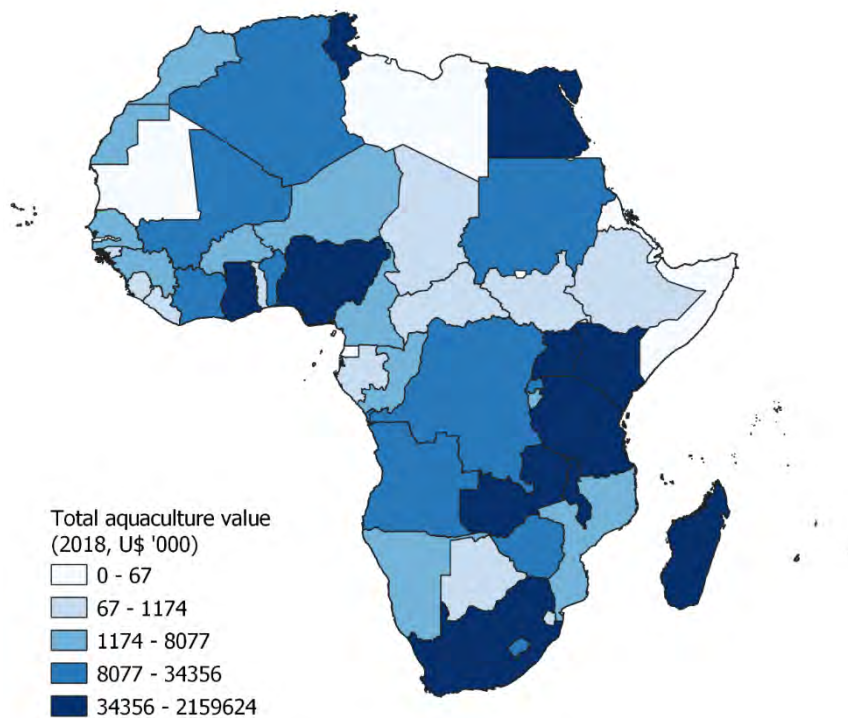 Total aquaculture value
(2018, U$ '000)
0 - 67
67 - 1174
1174 - 8077
8077 - 34356
34356 - 2159624